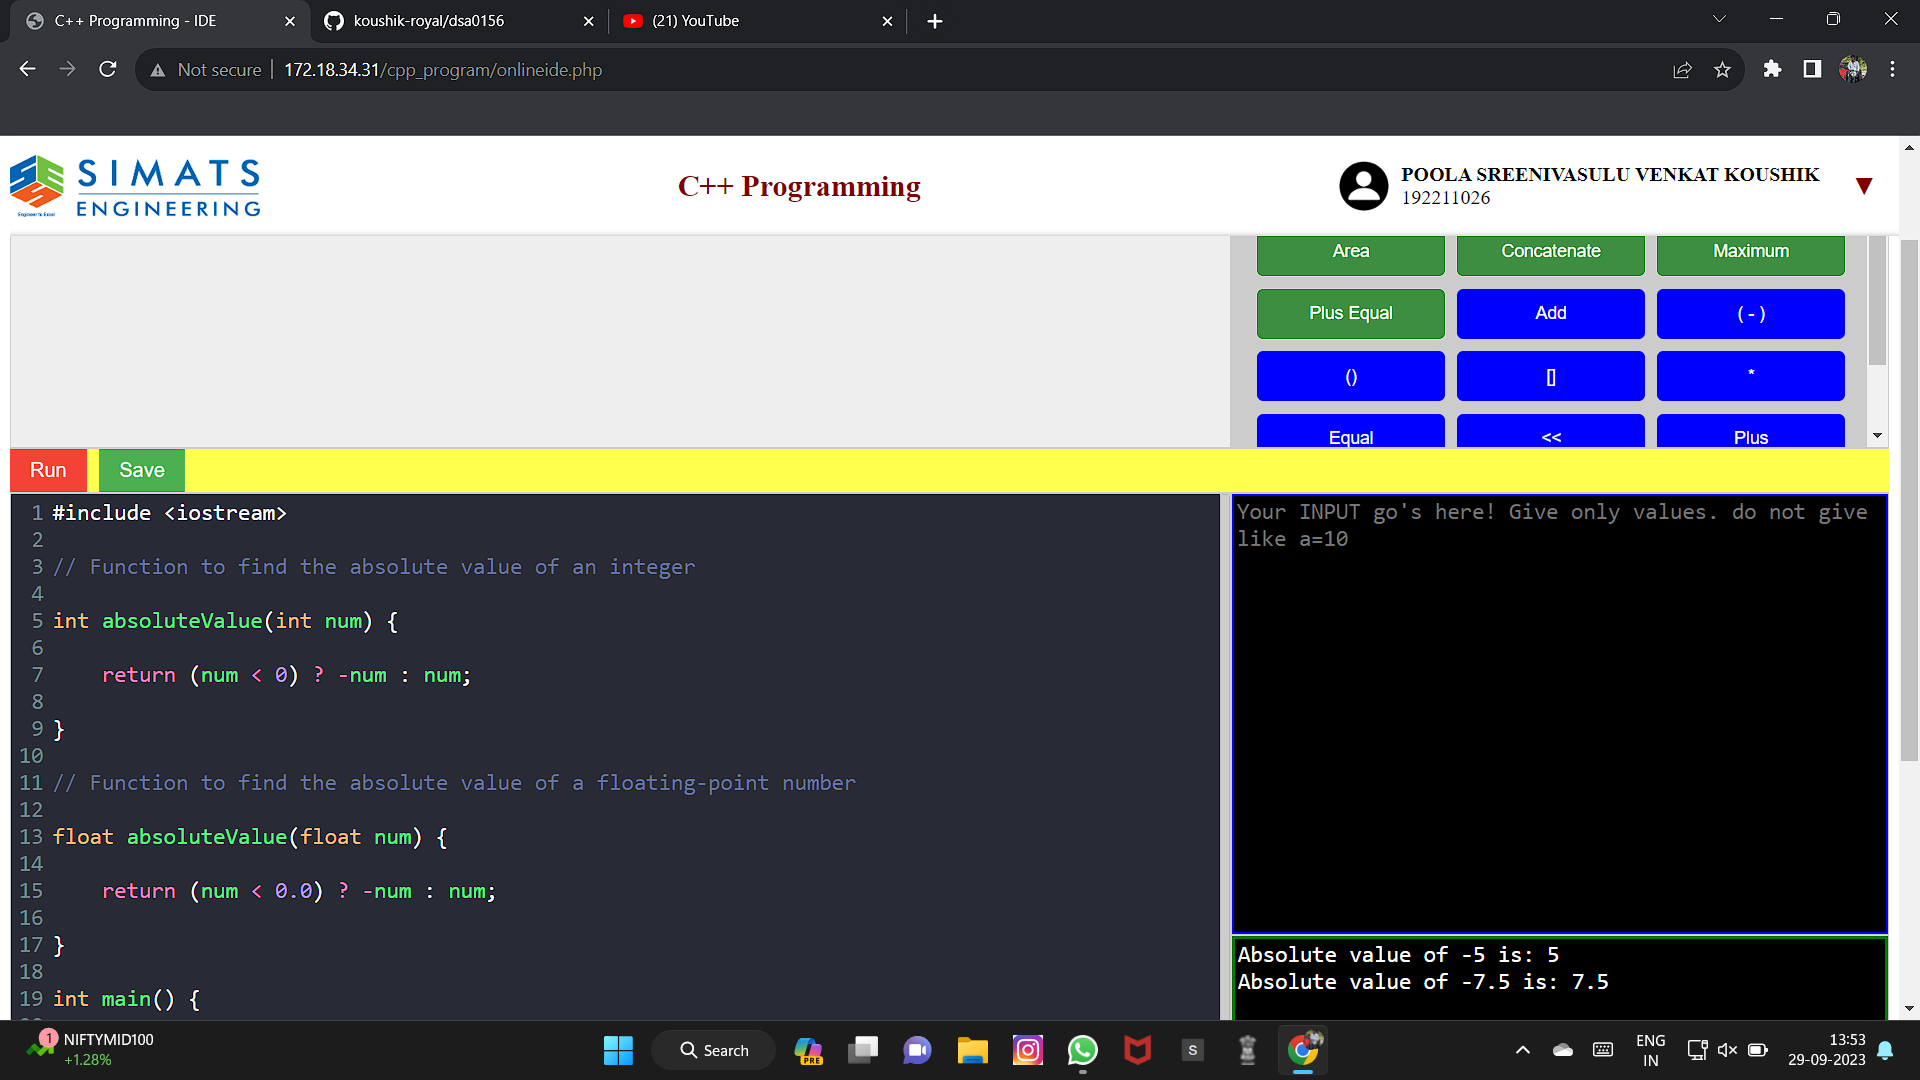 C++ Programming - IDE
koushik-royal/dsa0156
(21) YouTube
Not secure
172.18.34.31/cpp_program/onlineide.php
SIMATS
ENGINEERING
Engineer to Excel
C++ Programming
POOLA SREENIVASULU VENKAT KOUSHIK
192211026
Area
Concatenate
Maximum
Plus Equal
Add
( - )
()
[]
*
Equal
<<
Plus
Run
Save
1 #include <iostream>
2
3 // Function to find the absolute value of an integer
4
5 int absoluteValue(int num) {
6
7     return (num < 0) ? -num : num;
8
9 }
10
11 // Function to find the absolute value of a floating-point number
12
13 float absoluteValue(float num) {
14
15     return (num < 0.0) ? -num : num;
16
17 }
18
19 int main() {
Your INPUT go's here! Give only values. do not give
like a=10
Absolute value of -5 is: 5
Absolute value of -7.5 is: 7.5
1
NIFTYMID100
+1.28%
Search
PRE
S
ENG
IN
13:53
29-09-2023